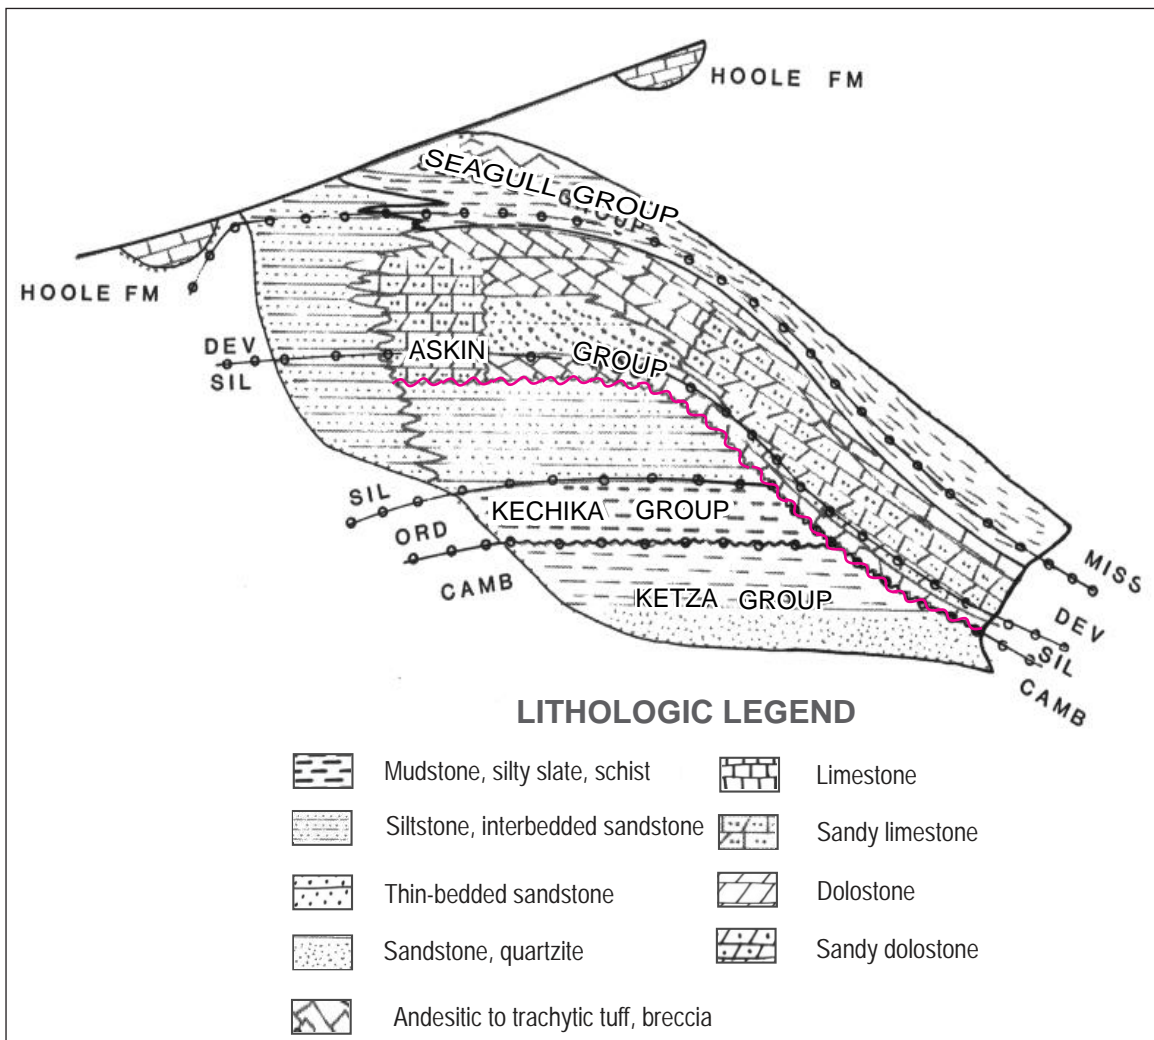 HOOLE FM
SEAGULL GROUP
GROUP
HOOLE FM
DEV
SIL
ASKIN GROUP
SIL
ORD
CAMB
KECHIKA GROUP
KETZA GROUP
MISS
DEV
SIL
CAMB
LITHOLOGIC LEGEND
Mudstone, silty slate, schist
Limestone
Siltstone, interbedded sandstone
Sandy limestone
Thin-bedded sandstone
Dolostone
Sandstone, quartzite
Sandy dolostone
Andesitic to trachytic tuff, breccia